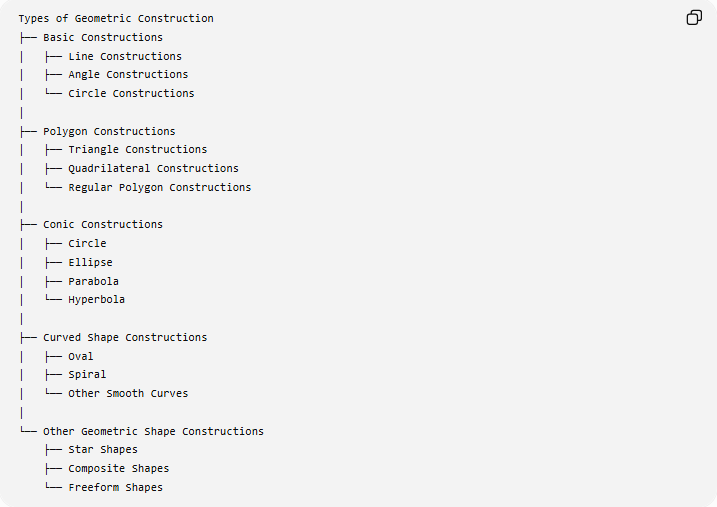 Types of Geometric Construction
├── Basic Constructions
│   ├── Line Constructions
│   ├── Angle Constructions
│   └── Circle Constructions
│
├── Polygon Constructions
│   ├── Triangle Constructions
│   ├── Quadrilateral Constructions
│   └── Regular Polygon Constructions
│
├── Conic Constructions
│   ├── Circle
│   ├── Ellipse
│   ├── Parabola
│   └── Hyperbola
│
├── Curved Shape Constructions
│   ├── Oval
│   ├── Spiral
│   └── Other Smooth Curves
│
└── Other Geometric Shape Constructions
    ├── Star Shapes
    ├── Composite Shapes
    └── Freeform Shapes